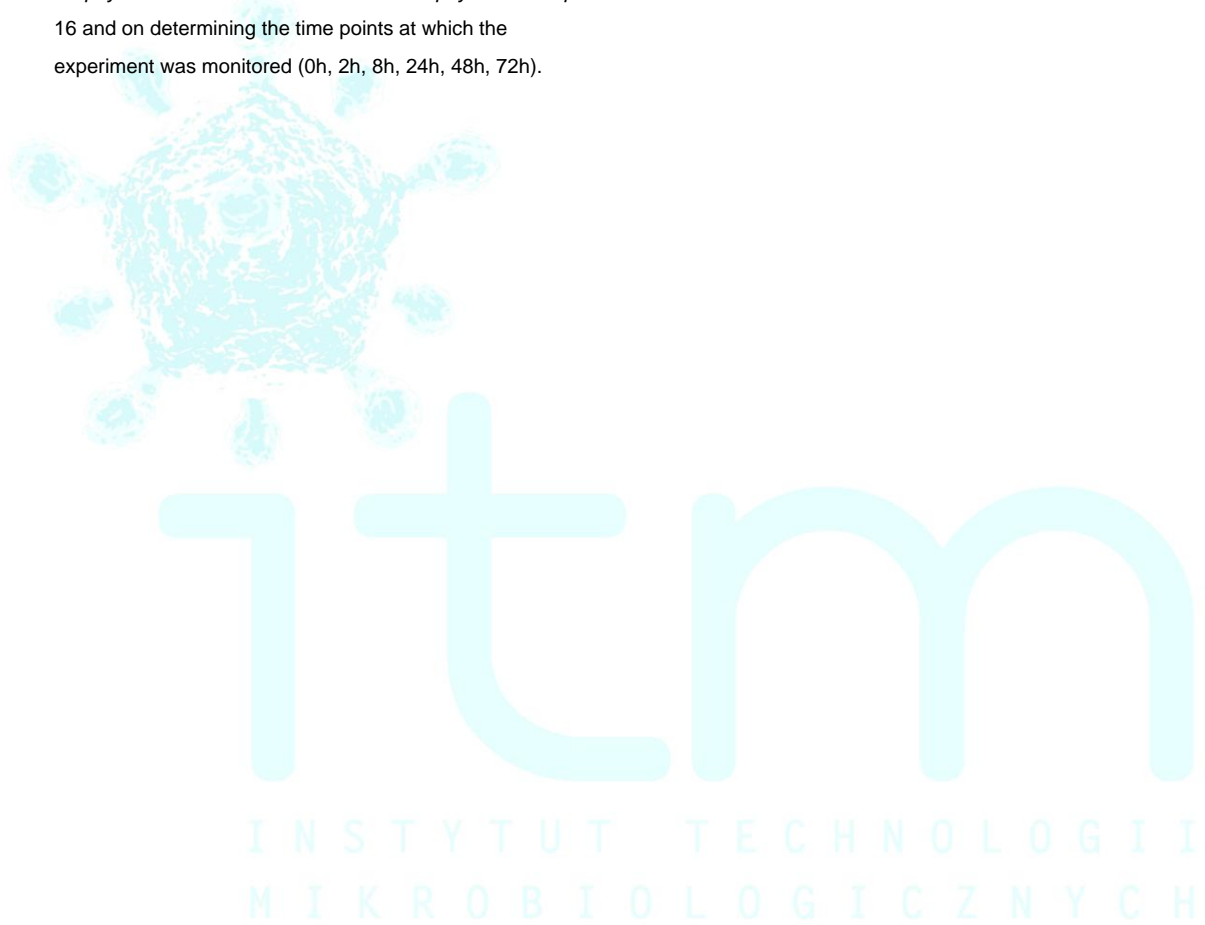 16 and on determining the time points at which the
experiment was monitored (0h, 2h, 8h, 24h, 48h, 72h).
itm
INSTYTUT TECHNOLOGII
MIKROBIOLOGICZNYCH